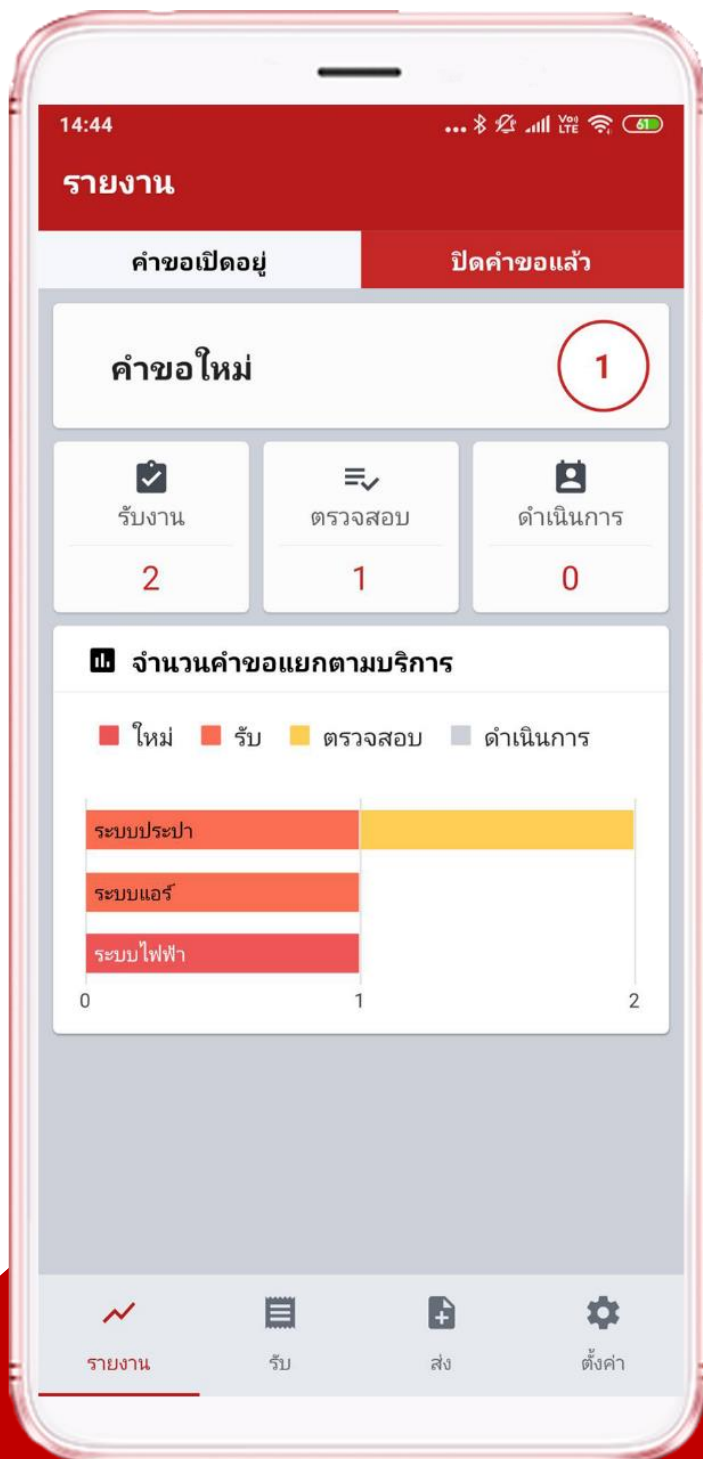 14:44 ... VoD LTE 61
รายงาน
คำขอเปิดอยู่ ปิดคำขอแล้ว
คำขอใหม่ 1
รับงาน ตรวจสอบ ดำเนินการ
2 1 0
จำนวนคำขอแยกตามบริการ
ใหม่ รับ ตรวจสอบ ดำเนินการ
ระบบประปา
ระบบแอร์
ระบบไฟฟ้า
0 1 2
รายงาน รับ ส่ง ตั้งค่า